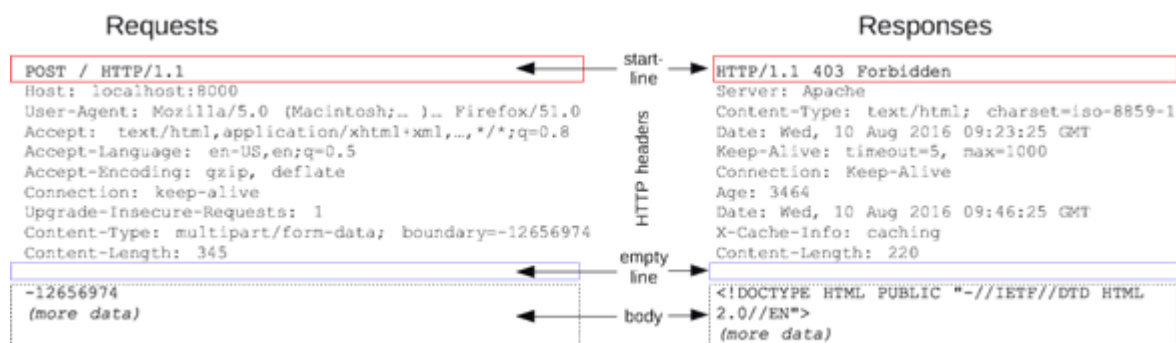 Requests
POST / HTTP/1.1
Host: localhost:8000
User-Agent: Mozilla/5.0 (Macintosh;… )… Firefox/51.0
Accept: text/html,application/xhtml+xml,…,*/*;q=0.8
Accept-Language: en-US,en;q=0.5
Accept-Encoding: gzip, deflate
Connection: keep-alive
Upgrade-Insecure-Requests: 1
Content-Type: multipart/form-data; boundary=-12656974
Content-Length: 345
-12656974
(more data)
start-
line
HTTP headers
empty
line
body
Responses
HTTP/1.1 403 Forbidden
Server: Apache
Content-Type: text/html; charset=iso-8859-1
Date: Wed, 10 Aug 2016 09:23:25 GMT
Keep-Alive: timeout=5, max=1000
Connection: Keep-Alive
Age: 3464
Date: Wed, 10 Aug 2016 09:46:25 GMT
X-Cache-Info: caching
Content-Length: 220
<!DOCTYPE HTML PUBLIC "-//IETF//DTD HTML
2.0//EN">
(more data)